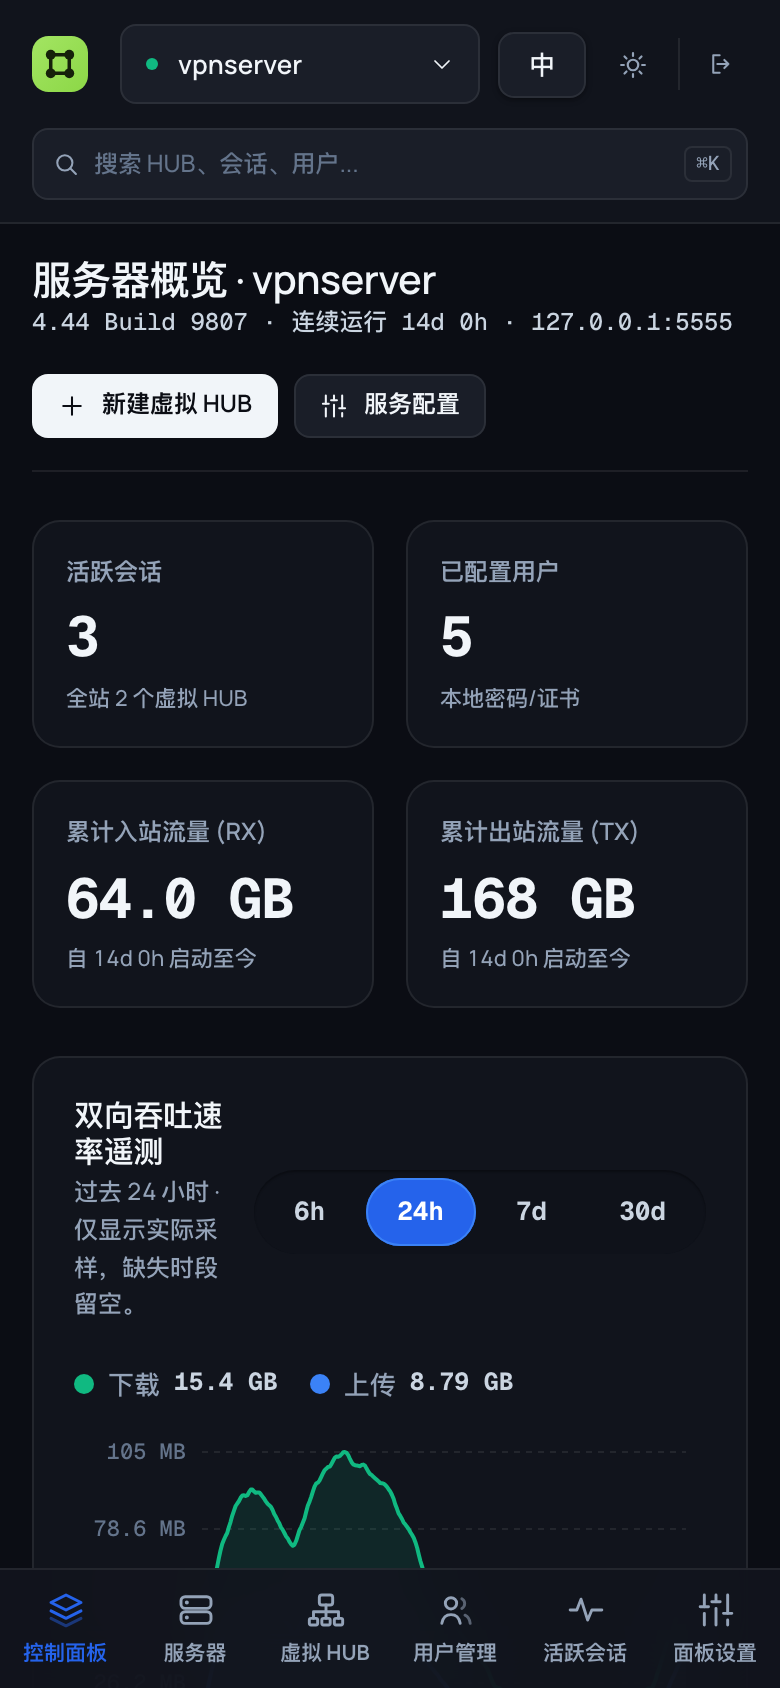 vpnserver
中
搜索 HUB、会话、用户...
⌘K
服务器概览 · vpnserver
4.44 Build 9807 · 连续运行 14d 0h · 127.0.0.1:5555
新建虚拟 HUB
服务配置
活跃会话
3
全站 2 个虚拟 HUB
已配置用户
5
本地密码/证书
累计入站流量 (RX)
64.0 GB
自 14d 0h 启动至今
累计出站流量 (TX)
168 GB
自 14d 0h 启动至今
双向吞吐速
率遥测
过去 24 小时 ·
仅显示实际采
样，缺失时段
留空。
6h
24h
7d
30d
下载 15.4 GB
上传 8.79 GB
105 MB
78.6 MB
控制面板
服务器
虚拟 HUB
用户管理
活跃会话
面板设置